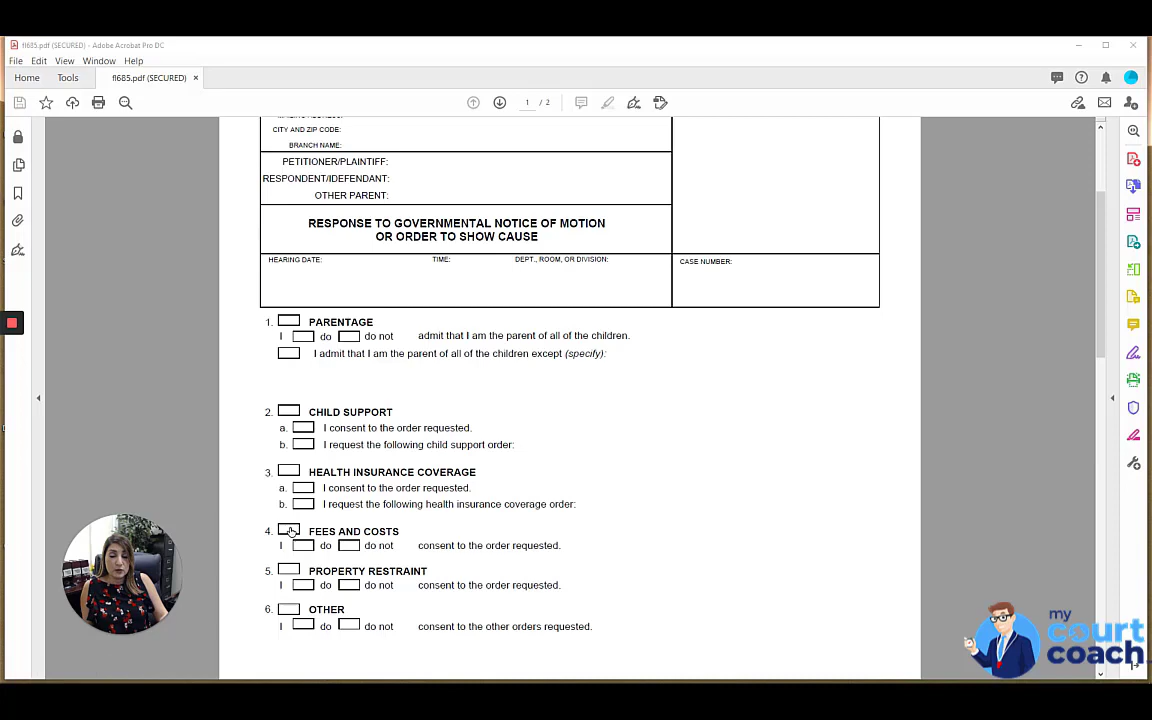 fl685.pdf (SECURED) - Adobe Acrobat Pro DC
File Edit View Window Help
Home Tools fl685.pdf (SECURED) ×
1 / 2
CITY AND ZIP CODE:
BRANCH NAME:
PETITIONER/PLAINTIFF:
RESPONDENT/IDEFENDANT:
OTHER PARENT:
RESPONSE TO GOVERNMENTAL NOTICE OF MOTION
OR ORDER TO SHOW CAUSE
HEARING DATE: TIME: DEPT., ROOM, OR DIVISION: CASE NUMBER:
1. PARENTAGE
I do do not admit that I am the parent of all of the children.
I admit that I am the parent of all of the children except (specify):
2. CHILD SUPPORT
a. I consent to the order requested.
b. I request the following child support order:
3. HEALTH INSURANCE COVERAGE
a. I consent to the order requested.
b. I request the following health insurance coverage order:
4. FEES AND COSTS
I do do not consent to the order requested.
5. PROPERTY RESTRAINT
I do do not consent to the order requested.
6. OTHER
I do do not consent to the other orders requested.
my
court
coach